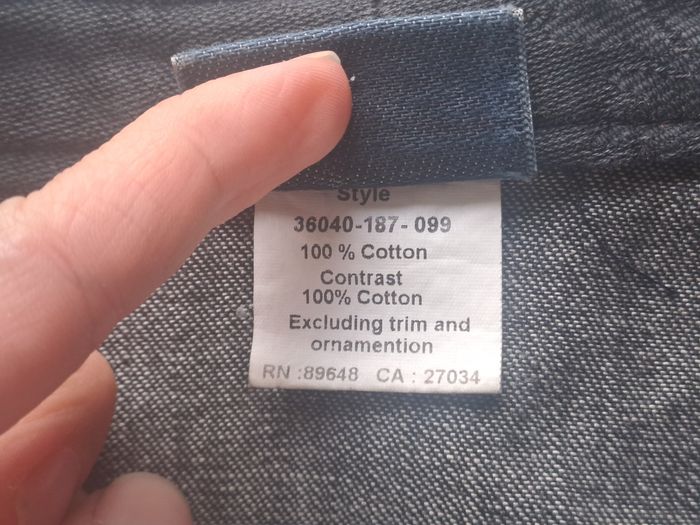 Style
36040-187-099
100 % Cotton
Contrast
100% Cotton
Excluding trim and
ornamention
RN :89648 CA : 27034